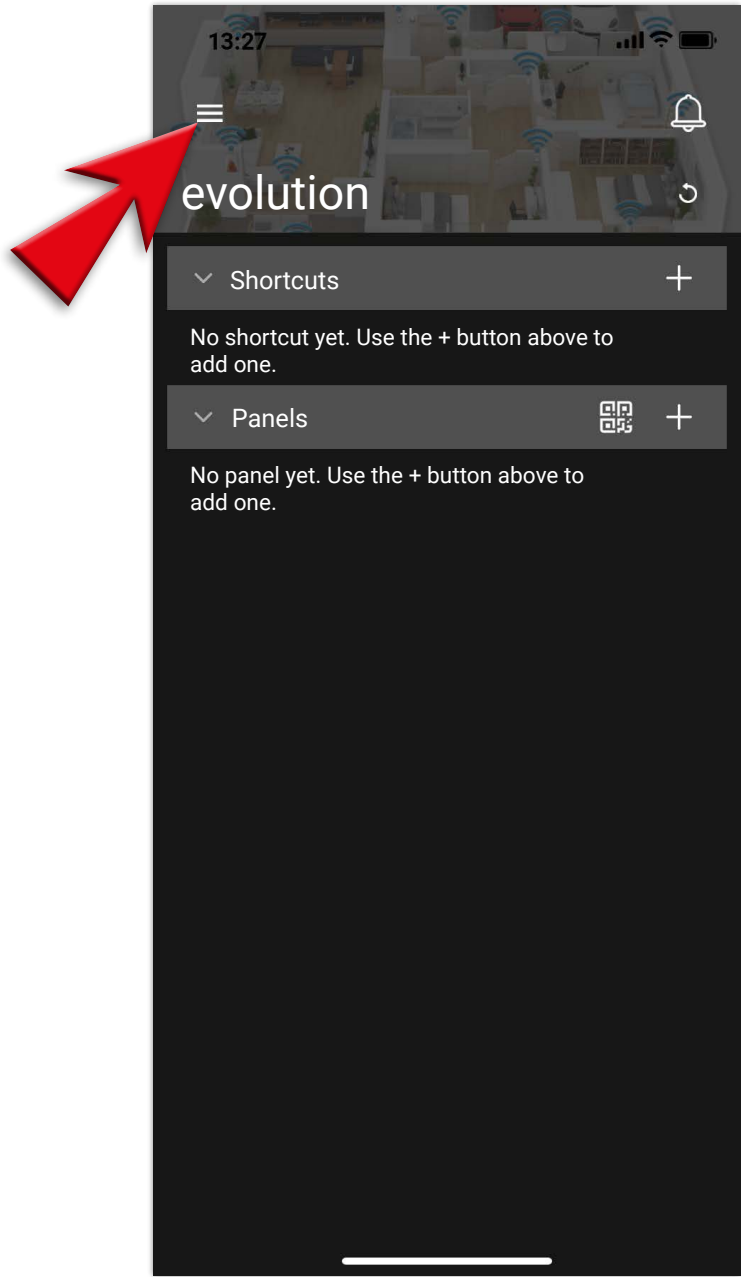 13:27
evolution
Shortcuts
No shortcut yet. Use the + button above to
add one.
Panels
No panel yet. Use the + button above to
add one.